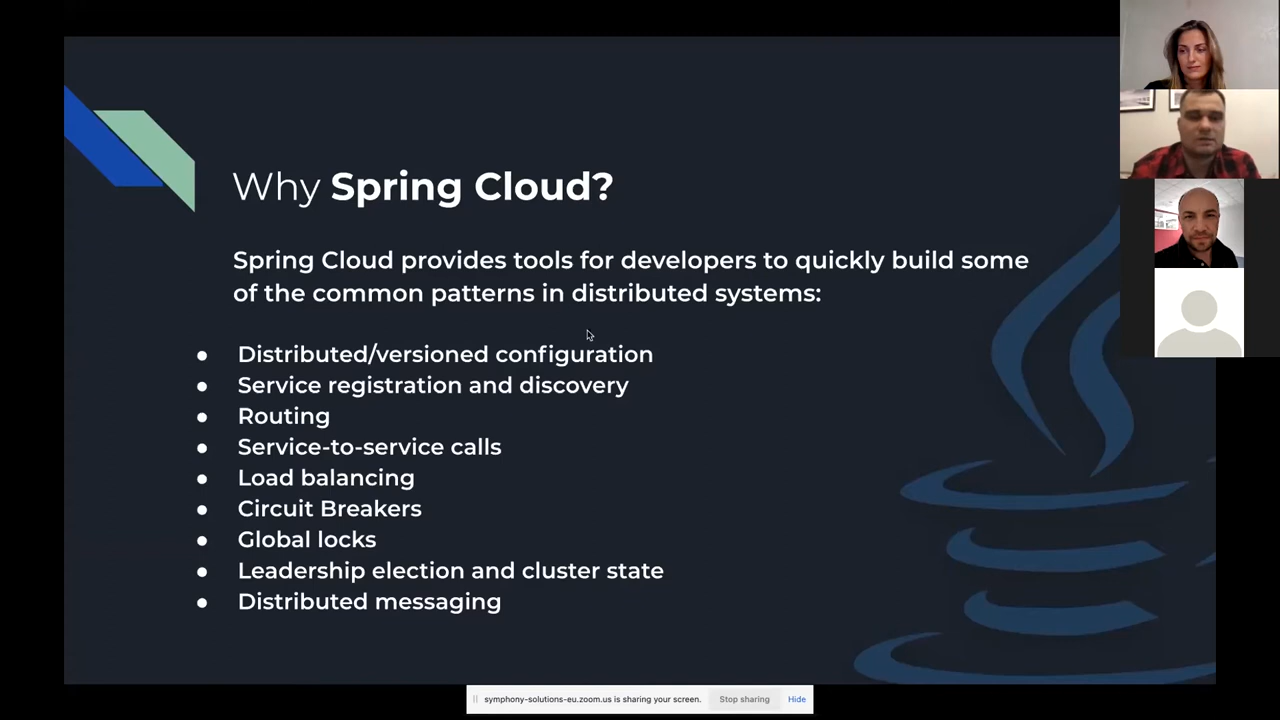 Why Spring Cloud?
Spring Cloud provides tools for developers to quickly build some
of the common patterns in distributed systems:
● Distributed/versioned configuration
● Service registration and discovery
● Routing
● Service-to-service calls
● Load balancing
● Circuit Breakers
● Global locks
● Leadership election and cluster state
● Distributed messaging
symphony-solutions-eu.zoom.us is sharing your screen. Stop sharing Hide